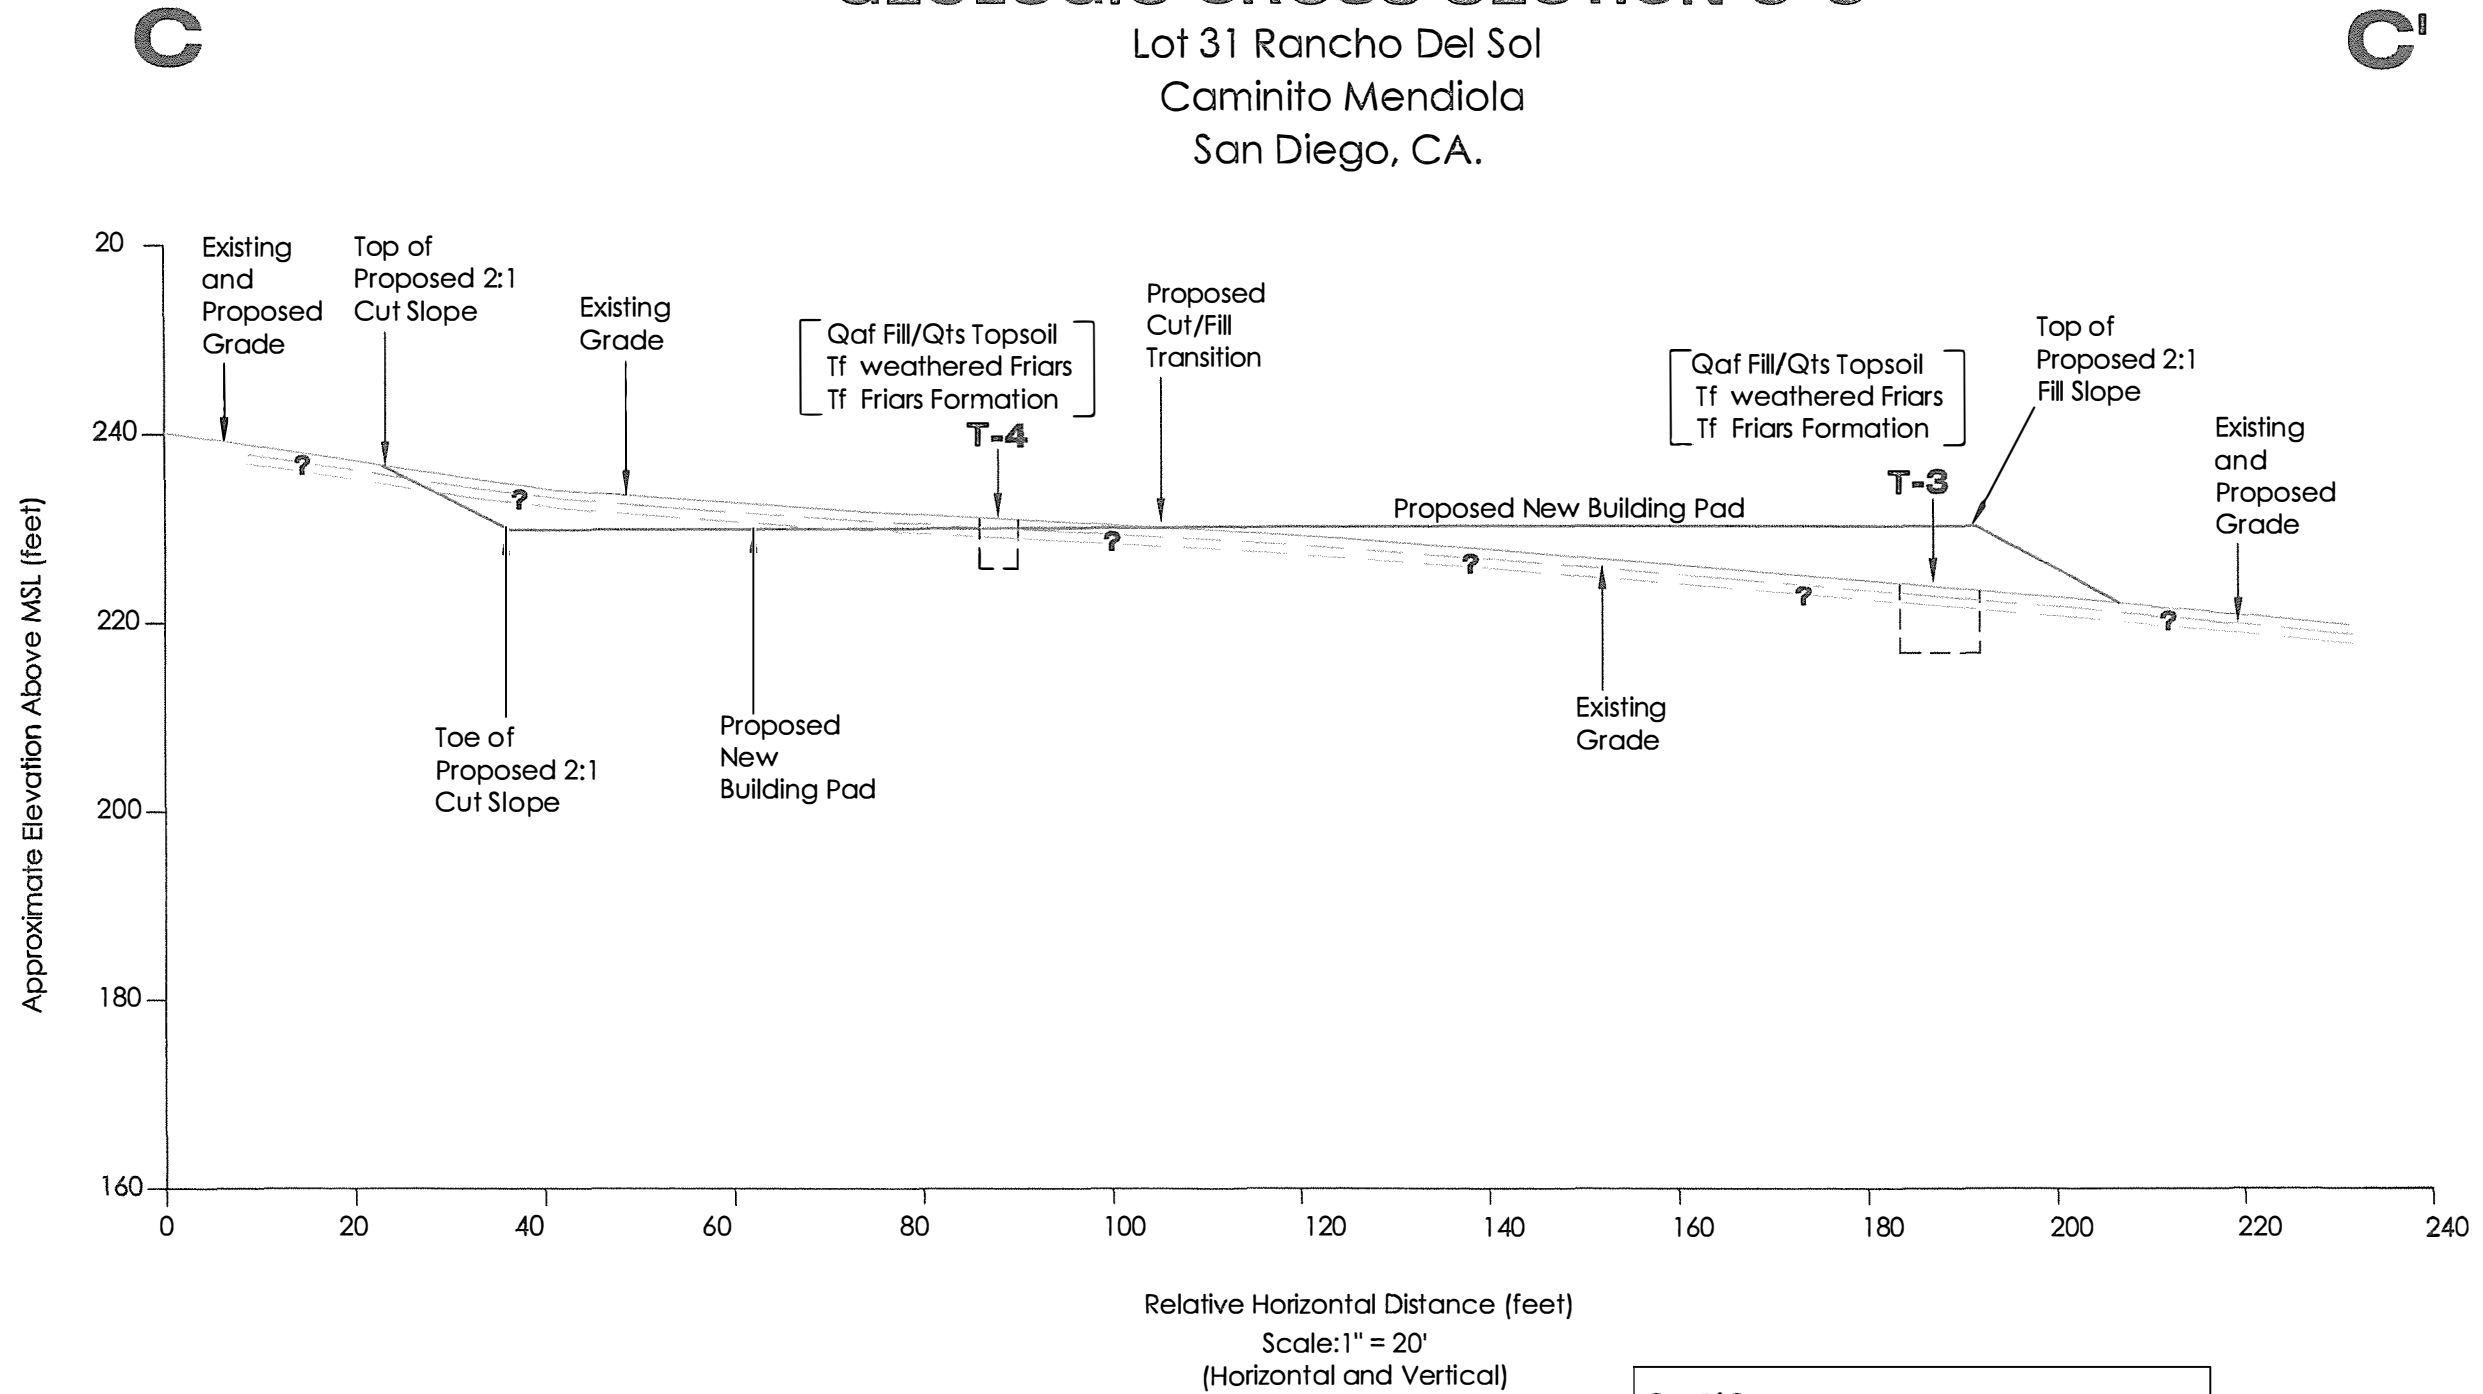 C
C'
Lot 31 Rancho Del Sol
Caminito Mendiola
San Diego, CA.
20
Existing
and
Proposed
Grade
Top of
Proposed 2:1
Cut Slope
Existing
Grade
Qaf Fill/Qts Topsoil
Tf weathered Friars
Tf Friars Formation
T-4
Proposed
Cut/Fill
Transition
Qaf Fill/Qts Topsoil
Tf weathered Friars
Tf Friars Formation
T-3
Top of
Proposed 2:1
Fill Slope
Existing
and
Proposed
Grade
240
?
?
Proposed New Building Pad
?
?
?
?
220
Toe of
Proposed 2:1
Cut Slope
Proposed
New
Building Pad
Existing
Grade
200
180
160
Approximate Elevation Above MSL (feet)
0 20 40 60 80 100 120 140 160 180 200 220 240
Relative Horizontal Distance (feet)
Scale:1" = 20'
(Horizontal and Vertical)